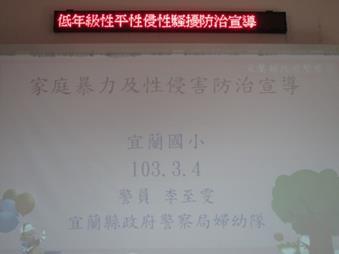 低年級性平性侵性騷擾防治宣導
家庭暴力及性侵害防治宣導
宜蘭國小
103.3.4
警員 李至雯
宜蘭縣政府警察局婦幼隊